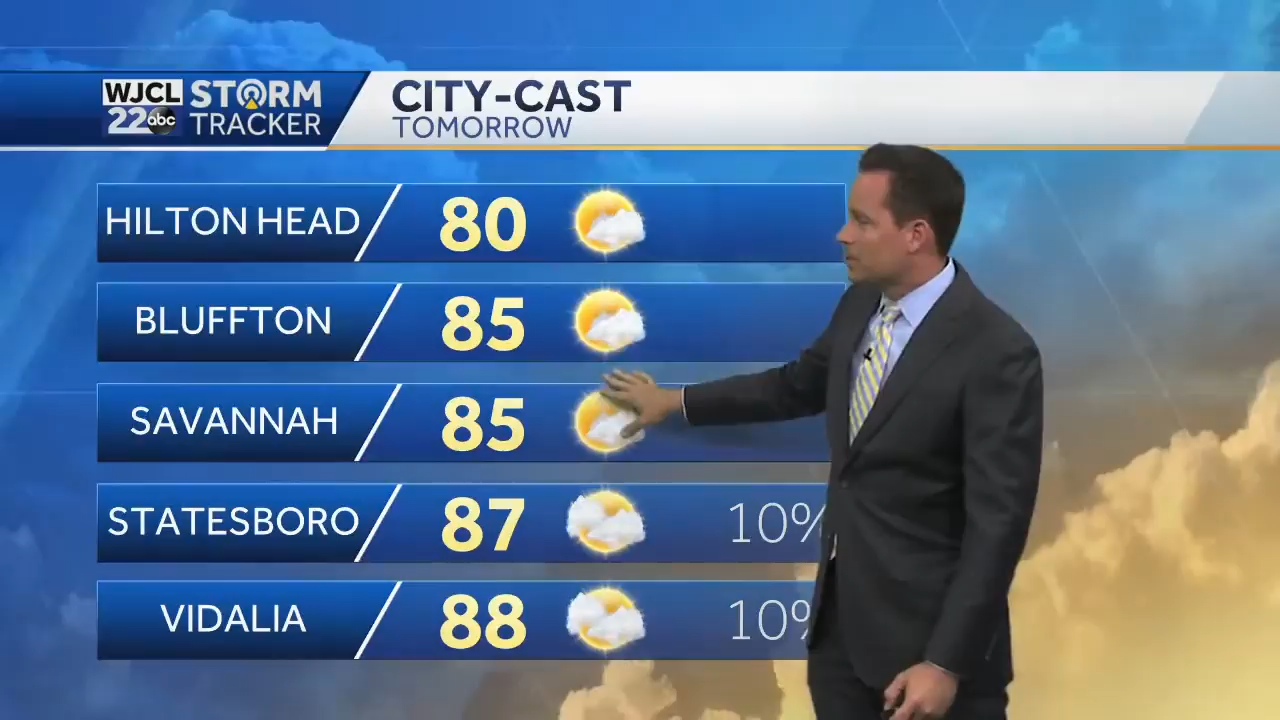 WJCL
22 abc
STORM
TRACKER
CITY-CAST
TOMORROW
HILTON HEAD 80
BLUFFTON 85
SAVANNAH 85
STATESBORO 87 10%
VIDALIA 88 10%